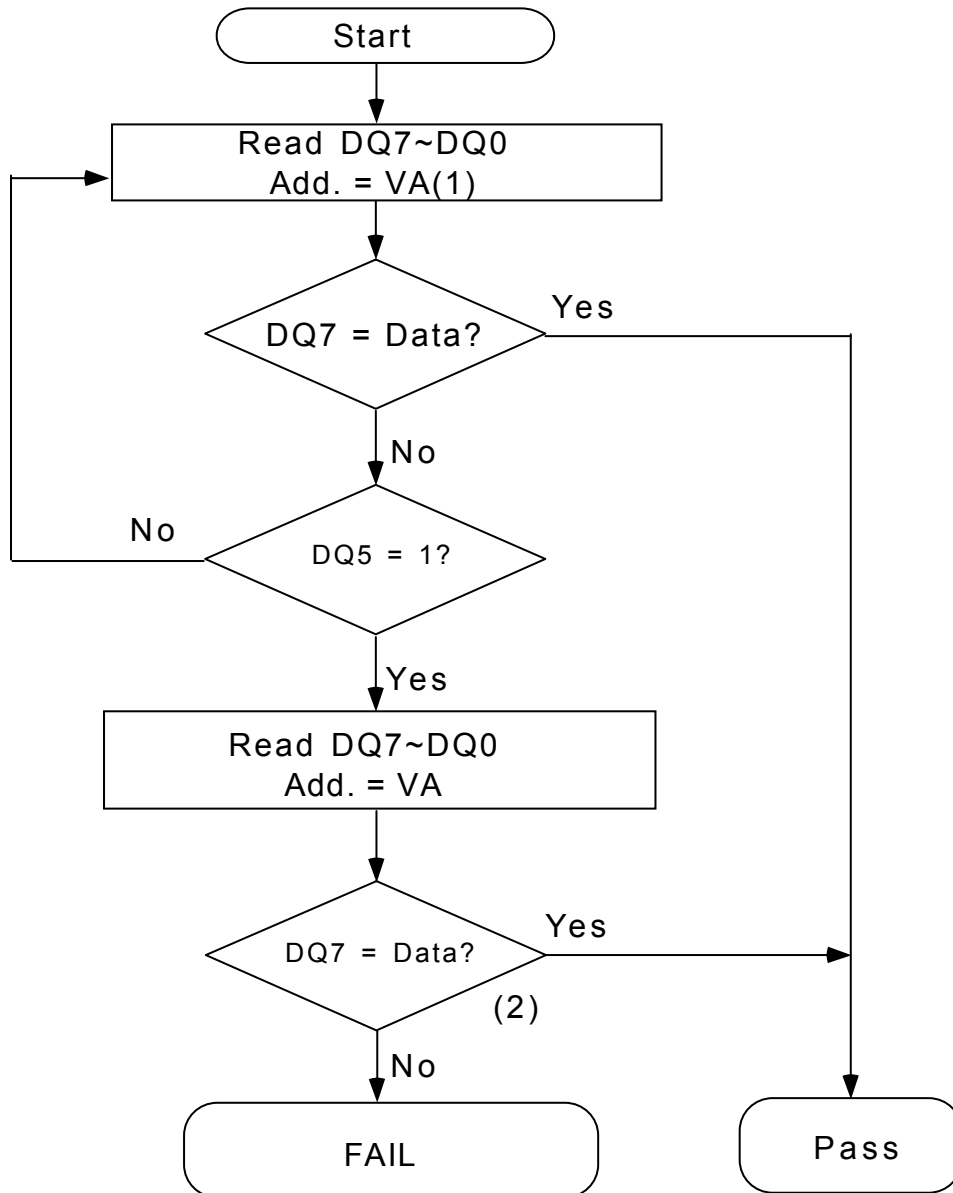 Start
Read DQ7~DQ0
Add. = VA(1)
DQ7 = Data?
Yes
No
DQ5 = 1?
No
Yes
Read DQ7~DQ0
Add. = VA
DQ7 = Data?
Yes
(2)
No
FAIL
Pass